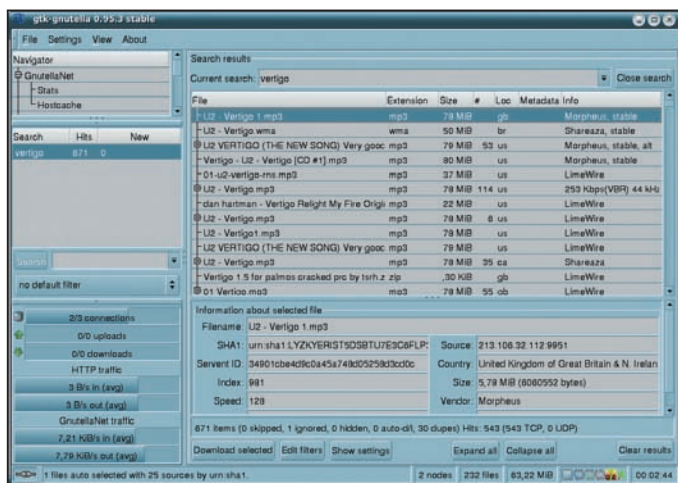 gtk-gnutella 0.95.3 stable
File Settings View About
Navigator
GnutellaNet
Stats
Hostcache
Search Hits New
vertigo 671 0
Search
no default filter
2/3 connections
0/0 uploads
0/0 downloads
HTTP traffic
3 B/s in (avg)
3 B/s out (avg)
GnutellaNet traffic
7,21 KiB/s in (avg)
7,79 KiB/s out (avg)
Search results
Current search: vertigo Close search
File Extension Size # Loc Metadata Info
U2 - Vertigo 1.mp3 mp3 79 MiB gb Morpheus, stable
U2 - Vertigo.wma wma 50 MiB br Shareaza, stable
U2 VERTIGO (THE NEW SONG) Very gooc mp3 79 MiB 53 us Morpheus, stable, alt
Vertigo - U2 - Vertigo [CD #1].mp3 mp3 80 MiB us Morpheus, stable
01-u2-vertigo-rns.mp3 mp3 37 MiB us LimeWire
U2 - Vertigo.mp3 mp3 78 MiB 114 us 253 Kbps(VBR) 44 kHz
dan hartman - Vertigo Relight My Fire Origi mp3 22 MiB us LimeWire
U2 - Vertigo.mp3 mp3 79 MiB 6 us LimeWire
U2 - Vertigo1.mp3 mp3 79 MiB us LimeWire
U2 VERTIGO (THE NEW SONG) Very gooc mp3 79 MiB us LimeWire
U2 - Vertigo.mp3 mp3 78 MiB 35 ca Shareaza
Vertigo 1.5 for palmos cracked pro by tsrh.z zip ,30 KiB gb LimeWire
01 Vertigo.mp3 mp3 78 MiB 55 gb LimeWire
Information about selected file
Filename: U2 - Vertigo 1.mp3
SHA1: Source: 213.106.32.112:9951
Servent ID: Country: United Kingdom of Great Britain & N. Irelan
Index: 981 Size: 5,79 MiB (6080552 bytes)
Speed: 128 Vendor: Morpheus
671 items (0 skipped, 1 ignored, 0 hidden, 0 auto-d/l, 30 dupes) Hits: 543 (543 TCP, 0 UDP)
Download selected Edit filters Show settings Expand all Collapse all Clear results
1 files auto selected with 25 sources by urn:sha1. 2 nodes 232 files 63,22 MiB 00:02:44